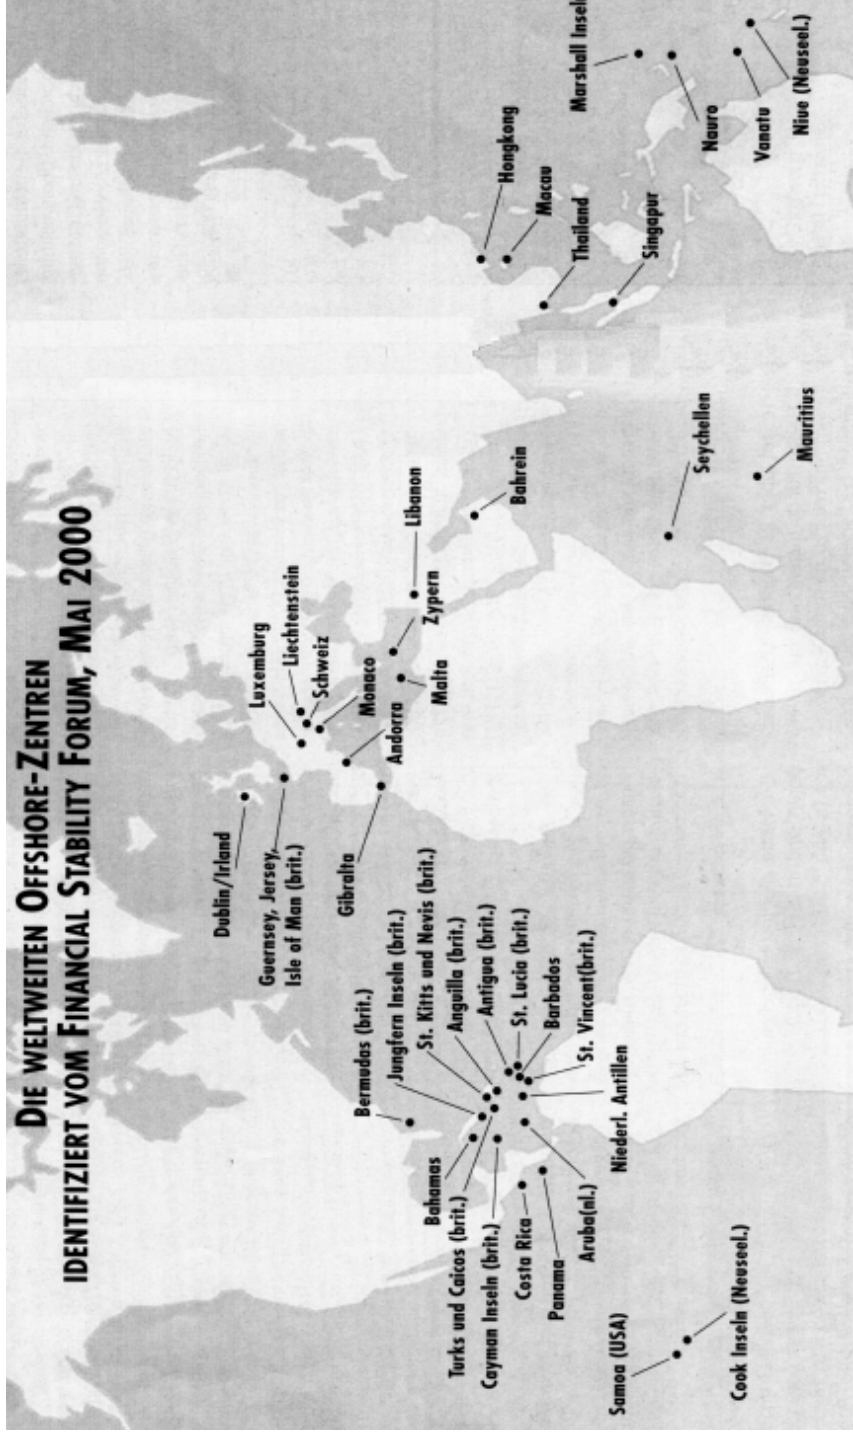 DIE WELTWEITEN OFFSHORE-ZENTREN
IDENTIFIZIERT VOM FINANCIAL STABILITY FORUM, MAI 2000
Dublin/Irland
Guernsey, Jersey,
Isle of Man (brit.)
Luxemburg
Liechtenstein
Schweiz
Monaco
Andorra
Gibralta
Malta
Zypern
Libanon
Bahrein
Hongkong
Macau
Thailand
Singapur
Marshall Inseln
Nauro
Vanatu
Niue (Neuseel.)
Seychellen
Mauritius
Bermudas (brit.)
Jungfern Inseln (brit.)
St. Kitts und Nevis (brit.)
Anguilla (brit.)
Antigua (brit.)
St. Lucia (brit.)
Barbados
St. Vincent(brit.)
Niederl. Antillen
Bahamas
Turks und Caicos (brit.)
Cayman Inseln (brit.)
Costa Rica
Panama
Aruba(nl.)
Samoa (USA)
Cook Inseln (Neuseel.)